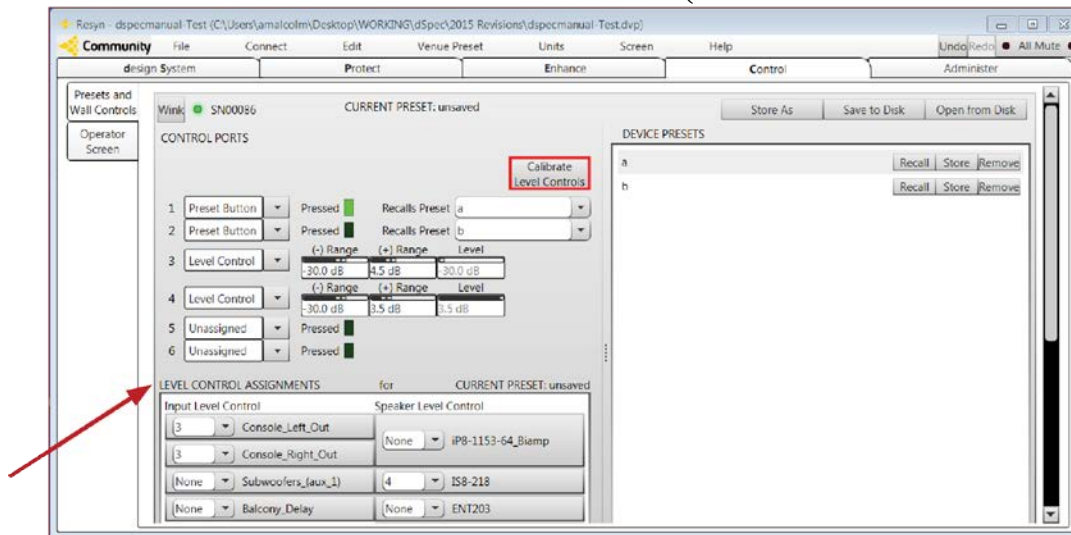 Resyn - dspecmanual-Test (C:\Users\amalcolm\Desktop\WORKING\dSpec\2015 Revisions\dspecmanual-Test.dvp)
Community File Connect Edit Venue Preset Units Screen Help Undo Redo All Mute
design System Protect Enhance Control Administer
Presets and
Wall Controls
Operator
Screen
Wink SN00086 CURRENT PRESET: unsaved Store As Save to Disk Open from Disk
CONTROL PORTS
Calibrate
Level Controls
1 Preset Button Pressed Recalls Preset a
2 Preset Button Pressed Recalls Preset b
(-) Range (+) Range Level
3 Level Control -30.0 dB 4.5 dB -30.0 dB
(-) Range (+) Range Level
4 Level Control -30.0 dB 3.5 dB 3.5 dB
5 Unassigned Pressed
6 Unassigned Pressed
LEVEL CONTROL ASSIGNMENTS for CURRENT PRESET: unsaved
Input Level Control Speaker Level Control
3 Console_Left_Out
None iP8-1153-64_Biamp
3 Console_Right_Out
None Subwoofers_(aux_1) 4 IS8-218
None Balcony_Delay None ENT203
DEVICE PRESETS
a Recall Store Remove
b Recall Store Remove